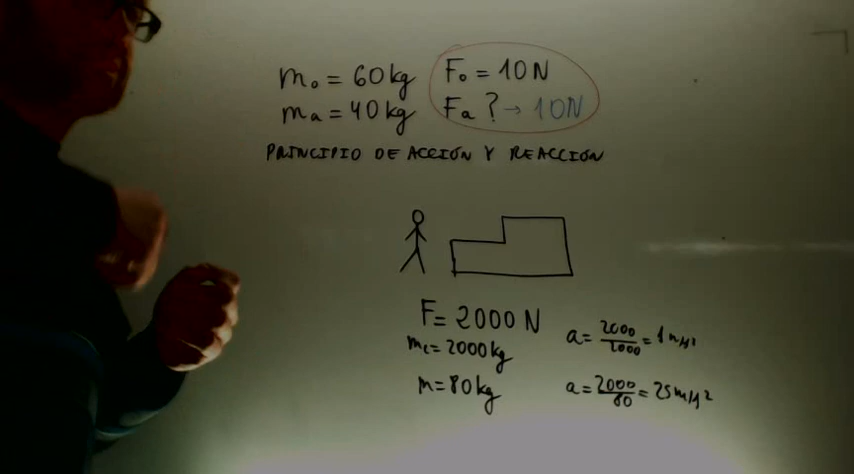 mo = 60 kg Fo = 10 N
ma = 40 kg Fa ? → 10N
PRINCIPIO DE ACCIÓN Y REACCIÓN
F = 2000 N
mc = 2000 kg
a = 2000/2000 = 1 m/s²
m = 80 kg
a = 2000/80 = 25 m/s²